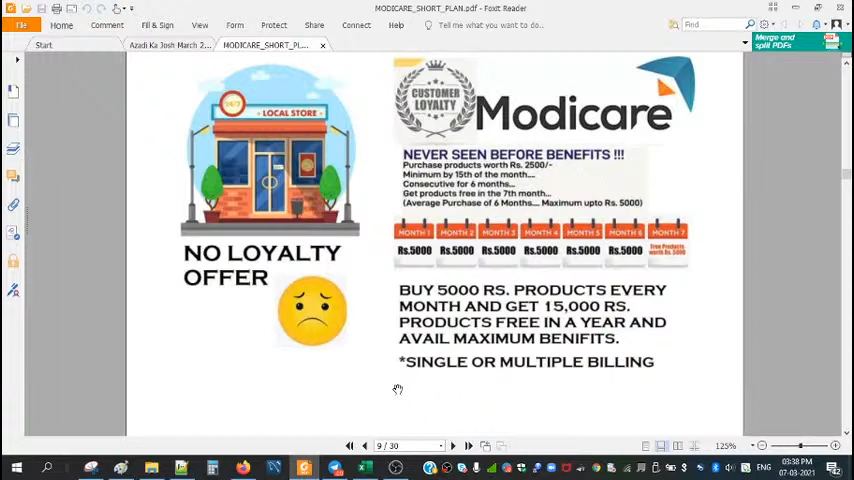 MODICARE_SHORT_PLAN.pdf - Foxit Reader
File Home Comment Fill & Sign View Form Protect Share Connect Help Tell me what you want to do... Find
Start Azadi Ka Josh March 2... MODICARE_SHORT_PL...
Merge and
split PDFs
24/7
LOCAL STORE
NO LOYALTY
OFFER
CUSTOMER
LOYALTY
Modicare
NEVER SEEN BEFORE BENEFITS !!!
Purchase products worth Rs. 2500/-
Minimum by 15th of the month....
Consecutive for 6 months...
Get products free in the 7th month...
(Average Purchase of 6 Months.... Maximum upto Rs. 5000)
MONTH 1 MONTH 2 MONTH 3 MONTH 4 MONTH 5 MONTH 6 MONTH 7
Rs.5000 Rs.5000 Rs.5000 Rs.5000 Rs.5000 Rs.5000 Free Products
worth Rs. 5000
BUY 5000 RS. PRODUCTS EVERY
MONTH AND GET 15,000 RS.
PRODUCTS FREE IN A YEAR AND
AVAIL MAXIMUM BENIFITS.
*SINGLE OR MULTIPLE BILLING
9 / 30
125%
ENG
03:38 PM
07-03-2021